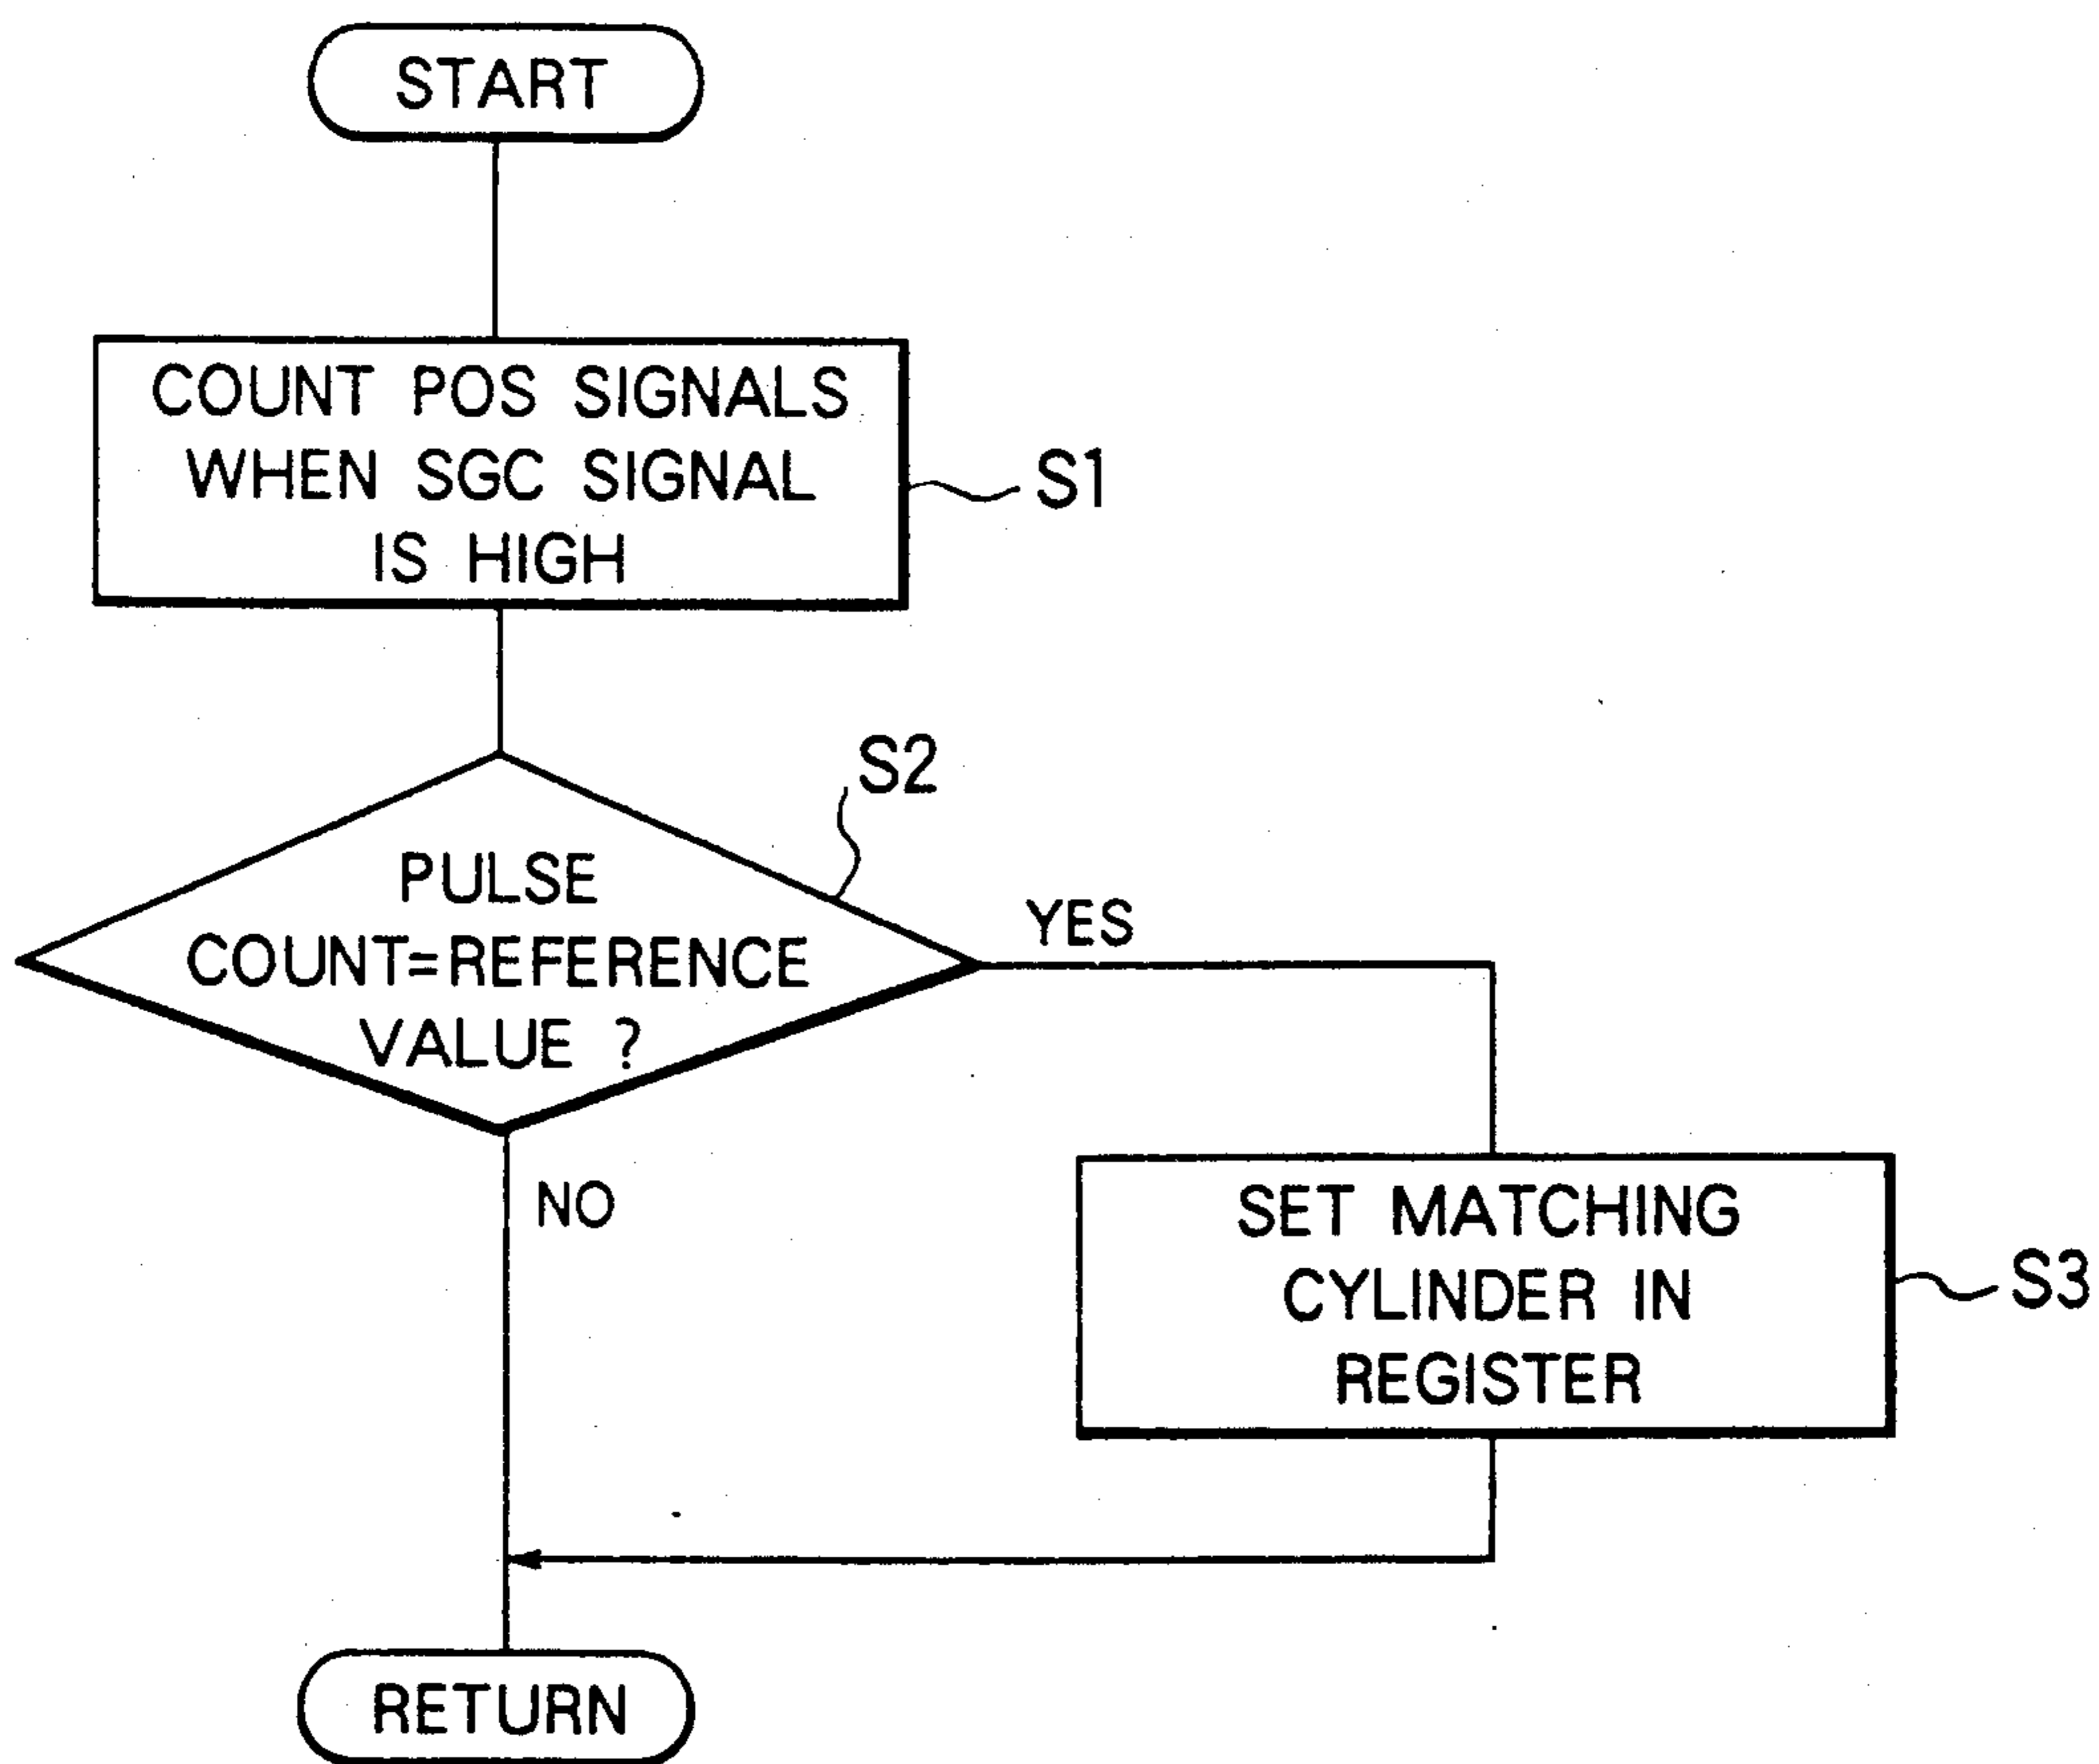 START
COUNT POS SIGNALS
WHEN SGC SIGNAL
IS HIGH
S1
S2
PULSE
COUNT=REFERENCE
VALUE ?
YES
NO
SET MATCHING
CYLINDER IN
REGISTER
S3
RETURN